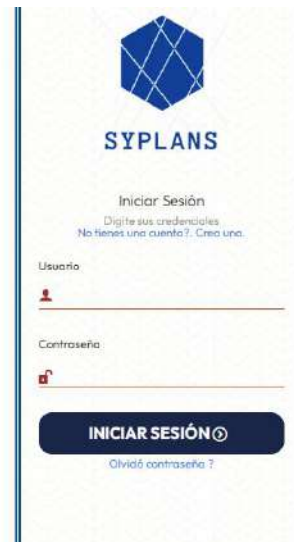 SYPLANS
Iniciar Sesión
Digite sus credenciales
No tienes una cuenta?. Crea una.
Usuario
Contraseña
INICIAR SESIÓN
Olvidó contraseña ?